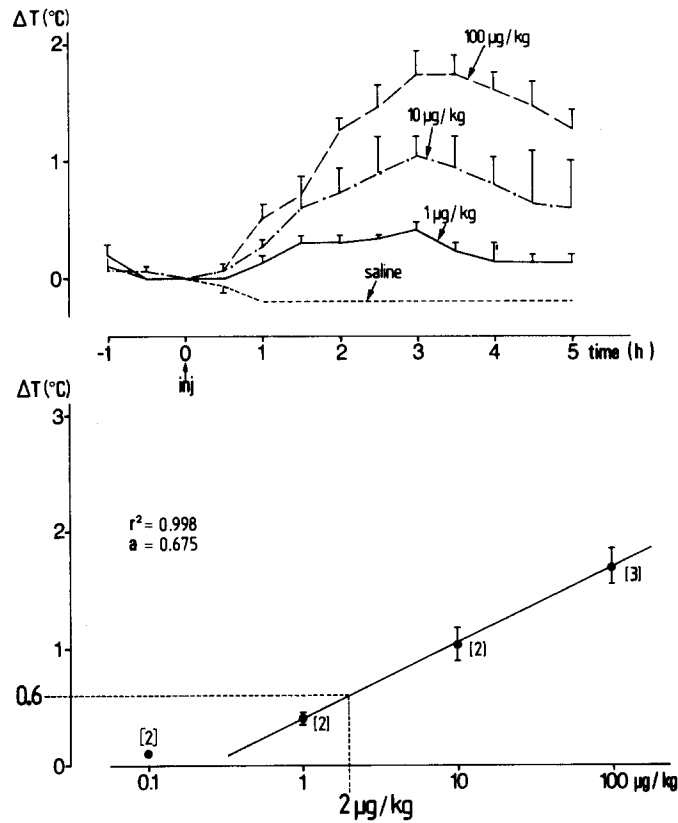 ΔT(°C)
2
100 µg/kg
10 µg/kg
1
1 µg/kg
0
saline
-1 0 1 2 3 4 5 time (h)
inj
ΔT(°C)
3
r² = 0.998
a = 0.675
2
[3]
1
[2]
0.6
[2]
[2]
0
0.1 1 10 100 µg/kg
2 µg/kg